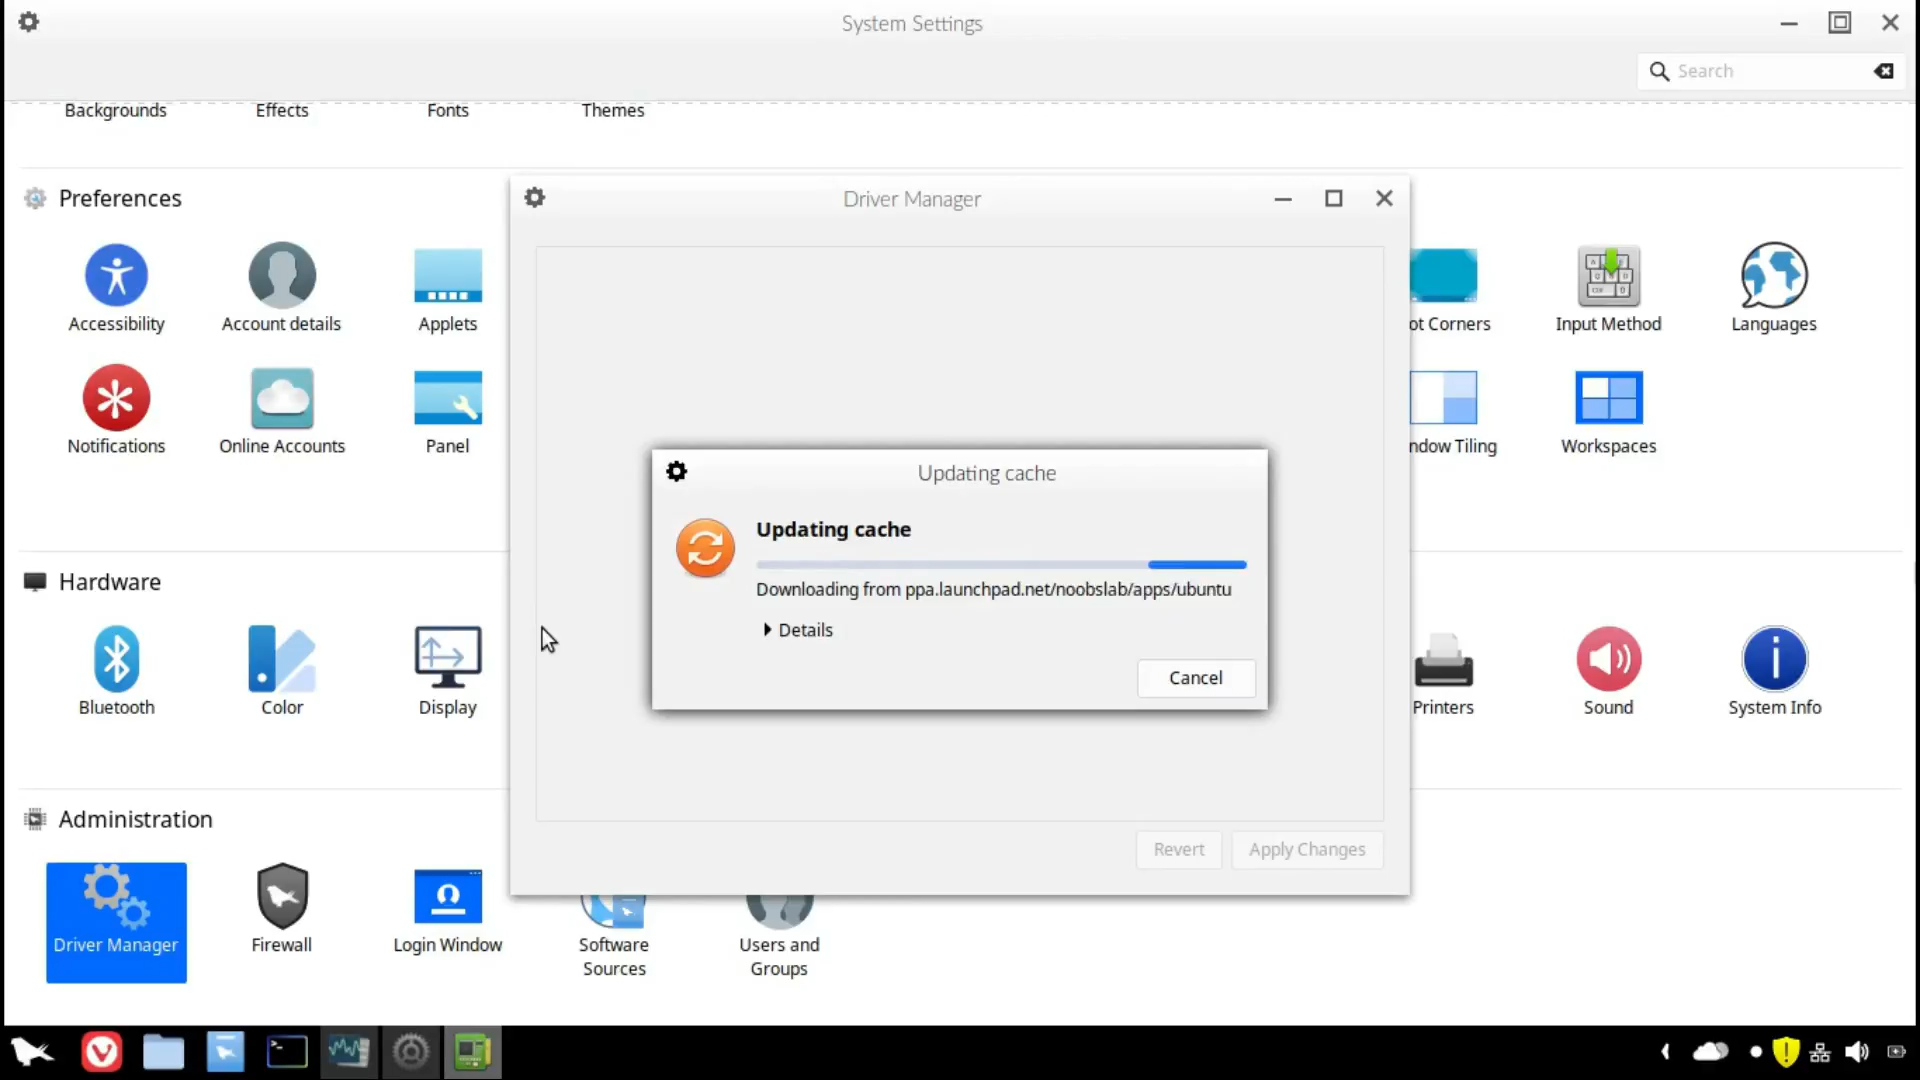 System Settings
Search
Backgrounds
Effects
Fonts
Themes
Preferences
Driver Manager
Accessibility
Account details
Applets
ot Corners
Input Method
Languages
Notifications
Online Accounts
Panel
ndow Tiling
Workspaces
Updating cache
Updating cache
Downloading from ppa.launchpad.net/noobslab/apps/ubuntu
Details
Cancel
Hardware
Bluetooth
Color
Display
Printers
Sound
System Info
Administration
Revert
Apply Changes
Driver Manager
Firewall
Login Window
Software
Sources
Users and
Groups